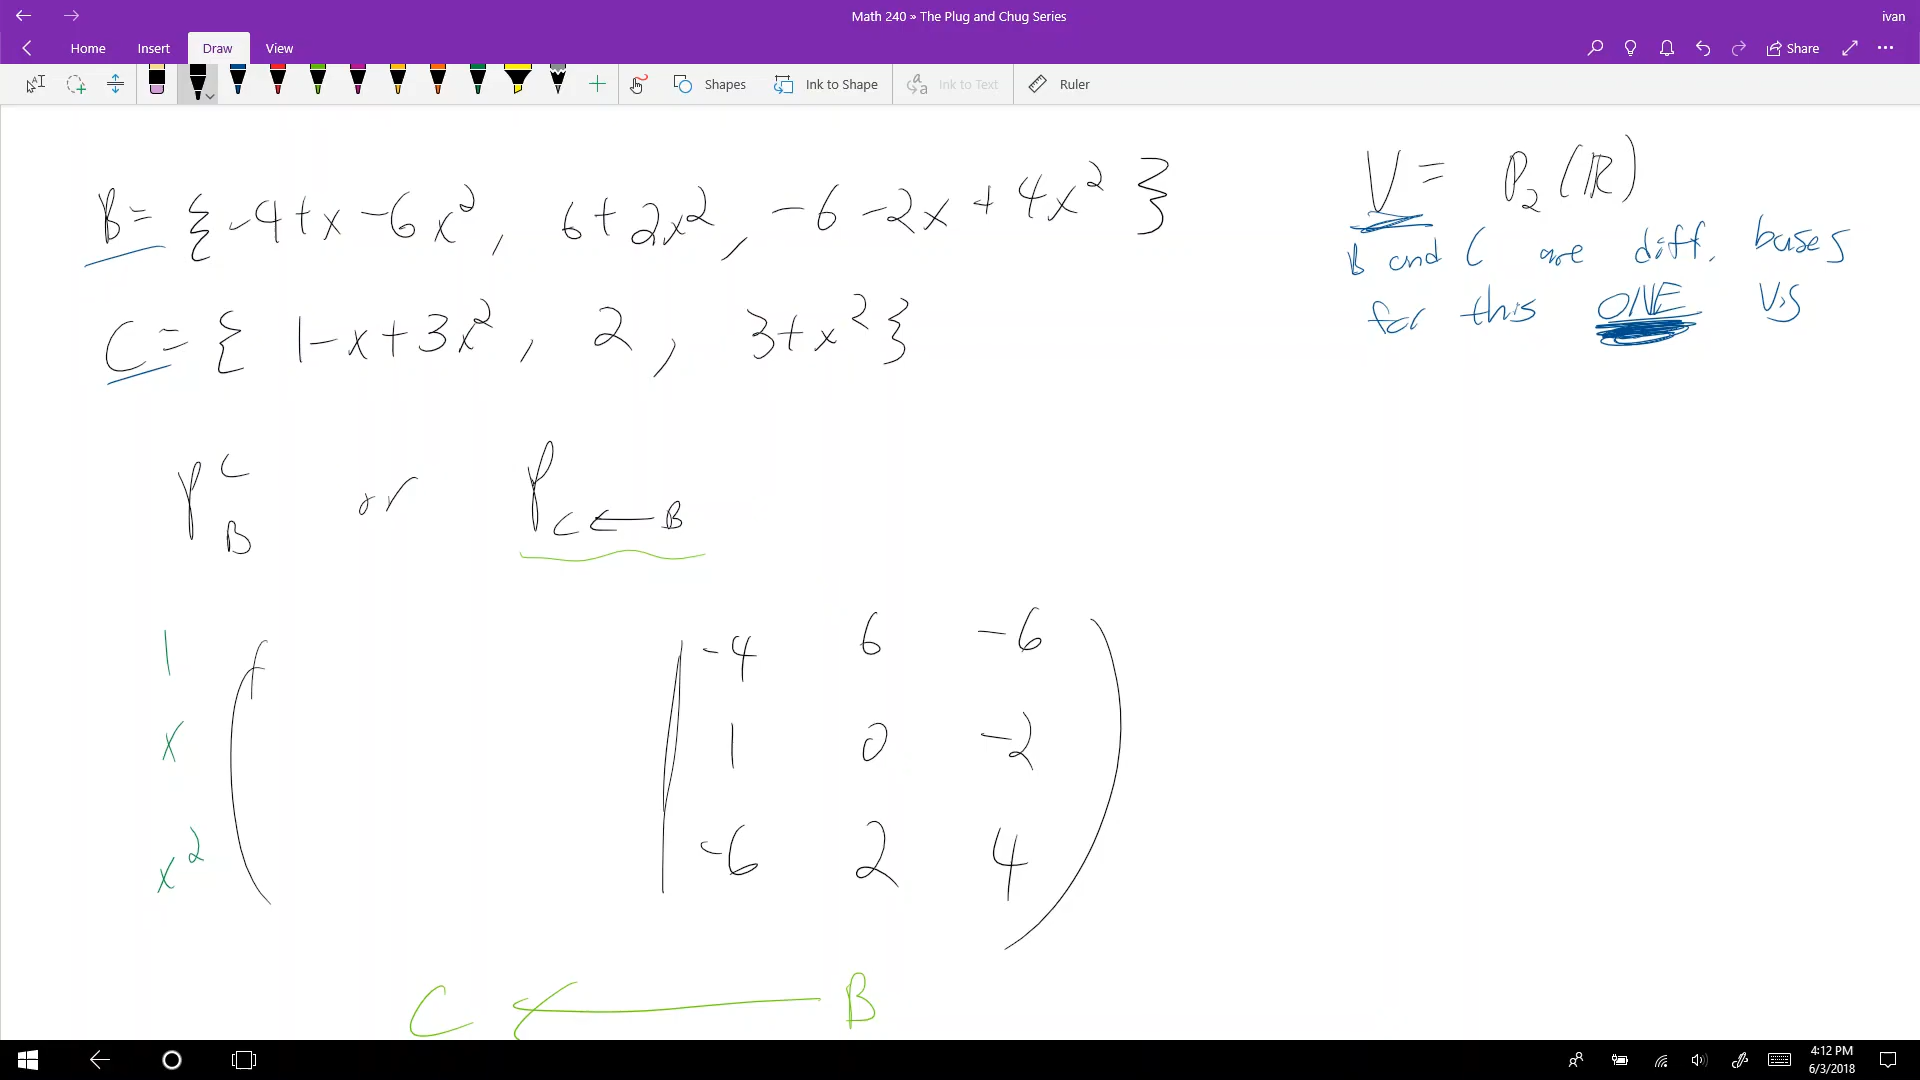 Math 240 » The Plug and Chug Series
ivan
Home Insert Draw View
Share
Shapes Ink to Shape Ink to Text Ruler
B = { -4+x-6x², 6+2x², -6-2x+4x² }
C = { 1-x+3x², 2, 3+x² }
V = P₂(ℝ)
B and C are diff. bases
for this ONE VS
P C B or P C←B
1 -4 6 -6
x 1 0 -2
x² -6 2 4
C ← B
4:12 PM
6/3/2018